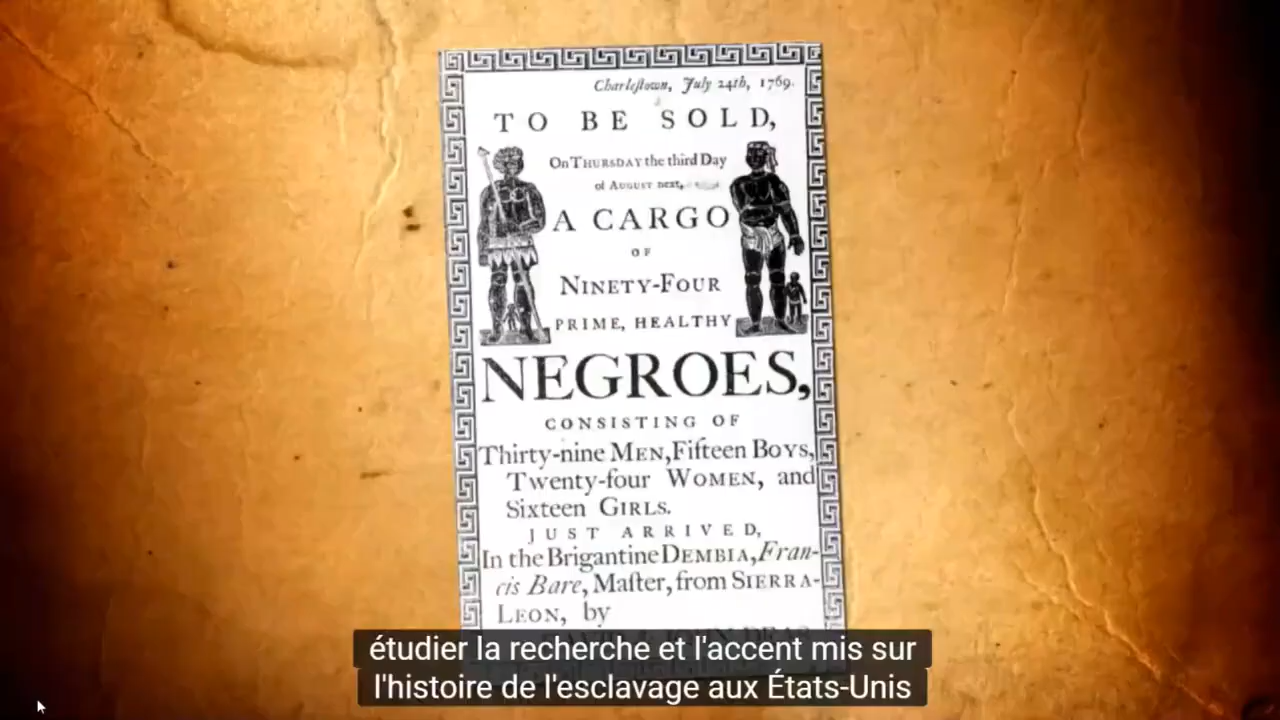 Charlestown, July 24th, 1769.
TO BE SOLD,
On THURSDAY the third Day
of AUGUST next,
A CARGO
OF
NINETY-FOUR
PRIME, HEALTHY
NEGROES,
CONSISTING OF
Thirty-nine MEN, Fifteen BOYS,
Twenty-four WOMEN, and
Sixteen GIRLS.
JUST ARRIVED,
In the Brigantine DEMBIA, Fran-
cis Bare, Master, from SIERRA-
LEON, by
étudier la recherche et l'accent mis sur
l'histoire de l'esclavage aux États-Unis